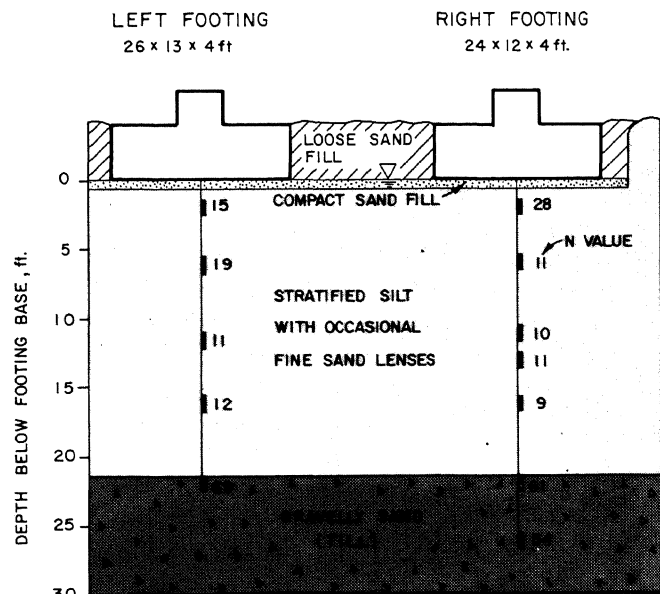 LEFT FOOTING
26 x 13 x 4 ft
RIGHT FOOTING
24 x 12 x 4 ft.
LOOSE SAND
FILL
COMPACT SAND FILL
N VALUE
15
19
11
12
28
11
10
11
9
STRATIFIED SILT
WITH OCCASIONAL
FINE SAND LENSES
DEPTH BELOW FOOTING BASE, ft.
0
5
10
15
20
25
30